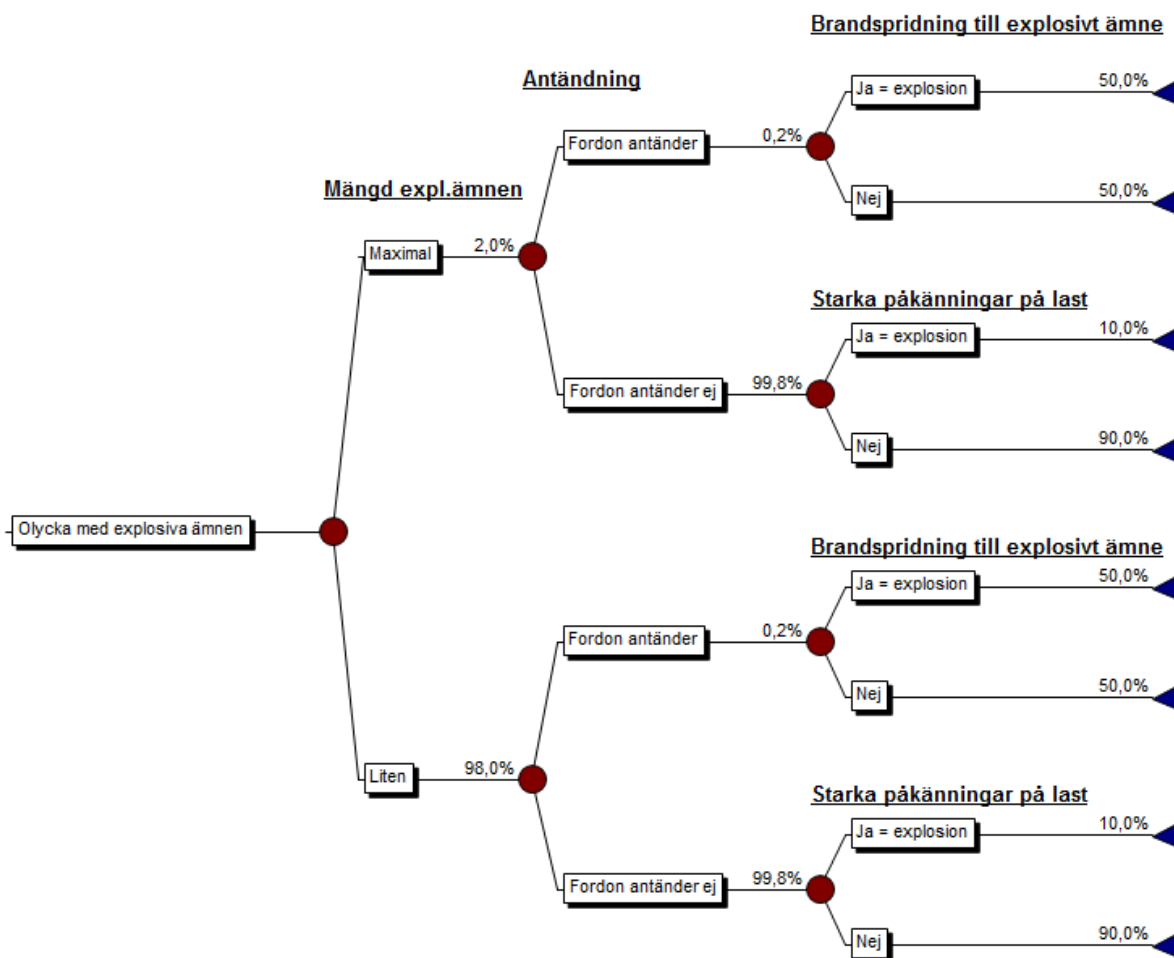 Brandspridning till explosivt ämne
Antändning
Ja = explosion 50,0%
Fordon antänder 0,2%
Mängd expl.ämnen
Nej 50,0%
Maximal 2,0%
Starka påkänningar på last
Ja = explosion 10,0%
Fordon antänder ej 99,8%
Nej 90,0%
Olycka med explosiva ämnen
Brandspridning till explosivt ämne
Ja = explosion 50,0%
Fordon antänder 0,2%
Nej 50,0%
Liten 98,0%
Starka påkänningar på last
Ja = explosion 10,0%
Fordon antänder ej 99,8%
Nej 90,0%